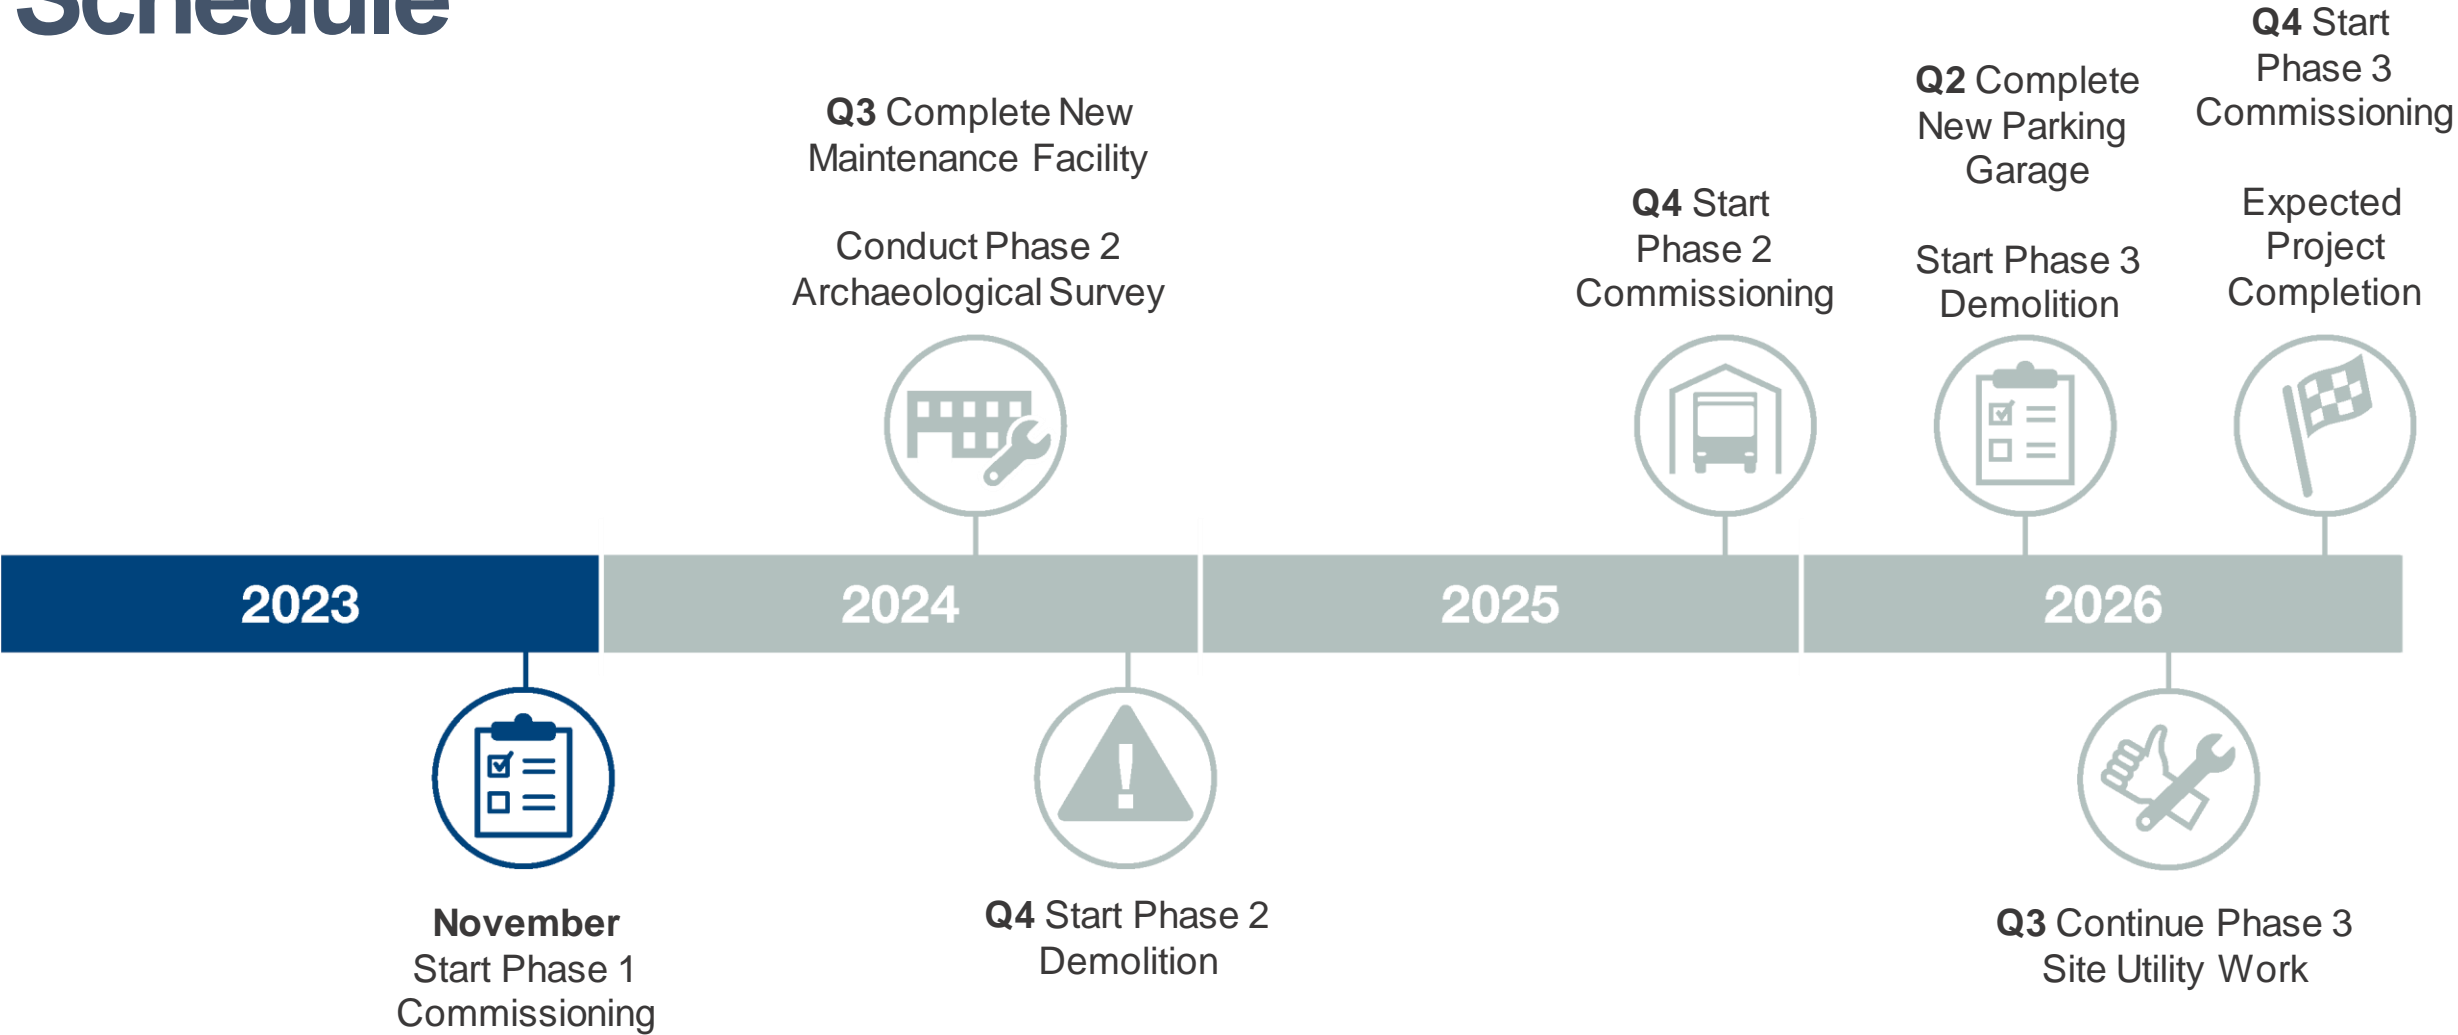 Schedule
Q3 Complete New
Maintenance Facility
Conduct Phase 2
Archaeological Survey
Q4 Start
Phase 2
Commissioning
Q2 Complete
New Parking
Garage
Start Phase 3
Demolition
Q4 Start
Phase 3
Commissioning
Expected
Project
Completion
2023
2024
2025
2026
November
Start Phase 1
Commissioning
Q4 Start Phase 2
Demolition
Q3 Continue Phase 3
Site Utility Work